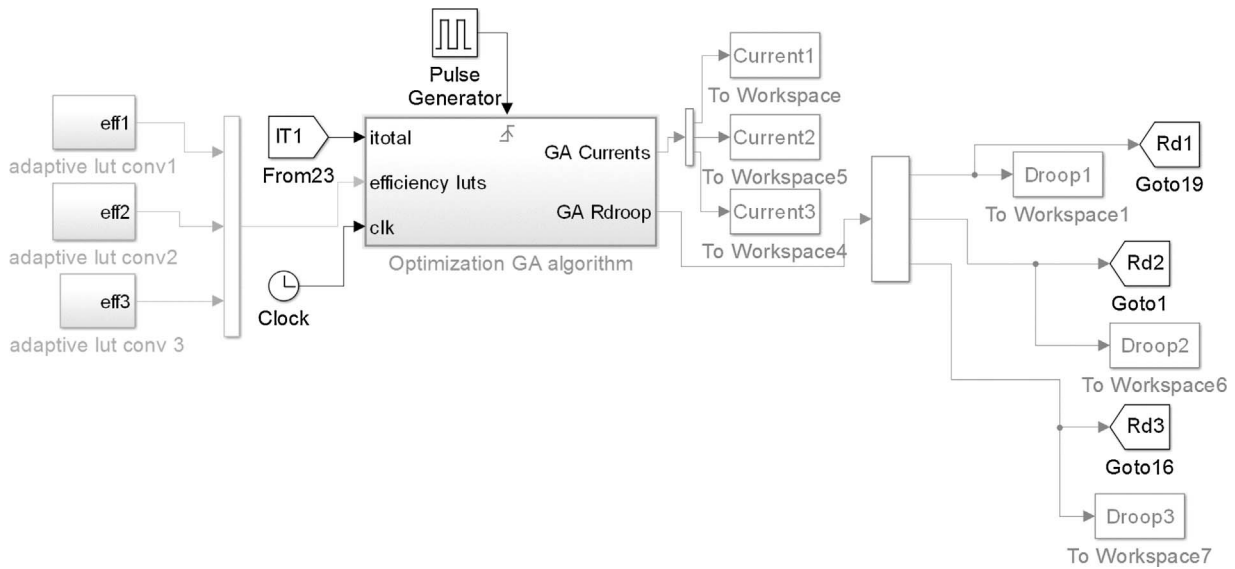 Pulse
Generator
eff1
adaptive lut conv1
eff2
adaptive lut conv2
eff3
adaptive lut conv 3
IT1
From23
Clock
itotal
efficiency luts
clk
GA Currents
GA Rdroop
Optimization GA algorithm
Current1
To Workspace
Current2
To Workspace5
Current3
To Workspace4
Rd1
Goto19
Droop1
To Workspace1
Rd2
Goto1
Droop2
To Workspace6
Rd3
Goto16
Droop3
To Workspace7